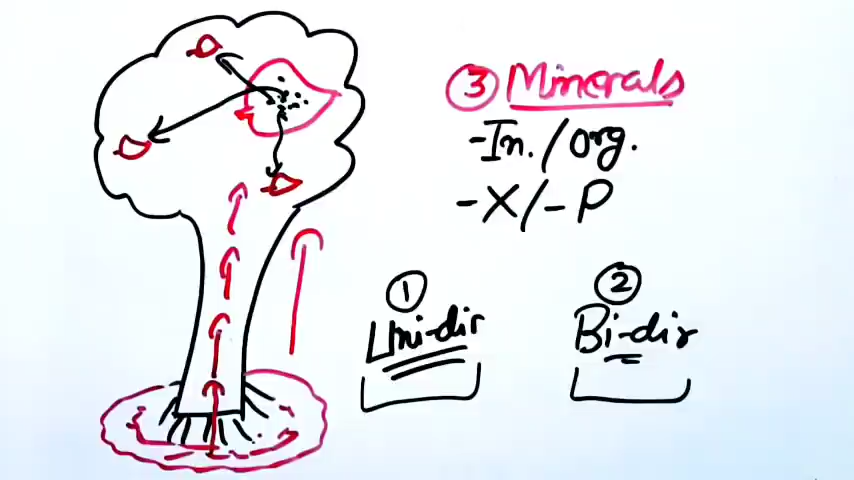 ③ Minerals
-In./Org.
-X/-P
①
Uni-dir
②
Bi-dir